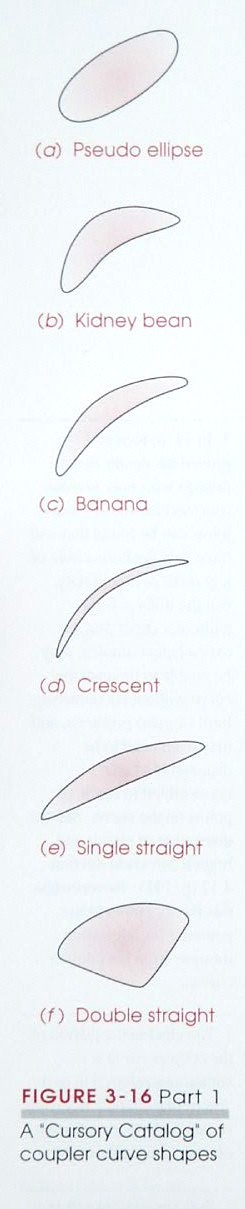 (a) Pseudo ellipse
(b) Kidney bean
(c) Banana
(d) Crescent
(e) Single straight
(f) Double straight
FIGURE 3-16 Part 1
A "Cursory Catalog" of
coupler curve shapes